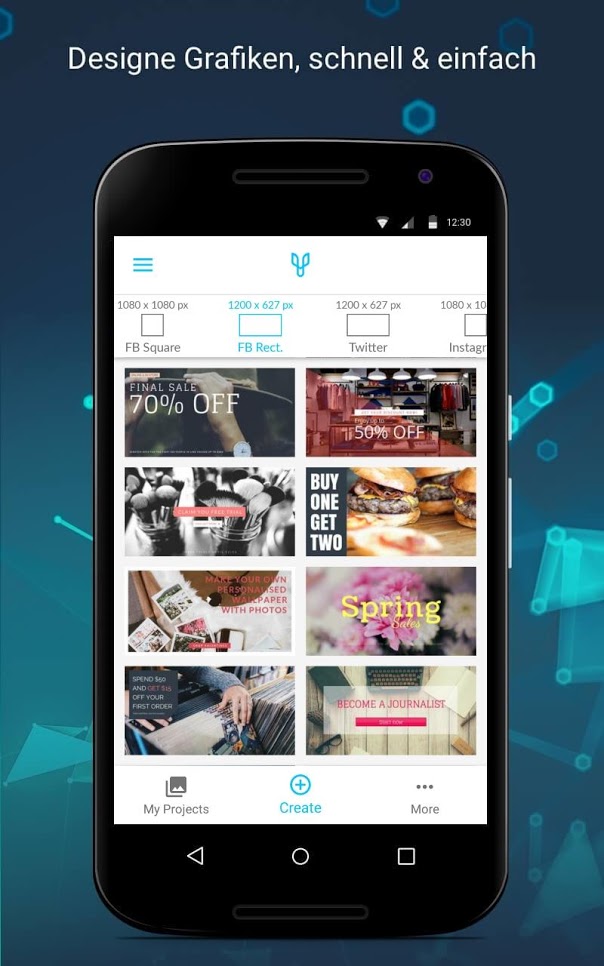 Designe Grafiken, schnell & einfach
12:30
1080 x 1080 px
1200 x 627 px
1200 x 627 px
1080 x 10
FB Square
FB Rect.
Twitter
Instagr
FINAL SALE
70% OFF
Enjoy up to
50% OFF
CLAIM YOU FREE TRIAL
BUY
ONE
GET
TWO
MAKE YOUR OWN
PERSONALISED
WALLPAPER
WITH PHOTOS
Spring
Sales
SPEND $50
AND GET $15
OFF YOUR
FIRST ORDER
BECOME A JOURNALIST
START NOW
My Projects
Create
More